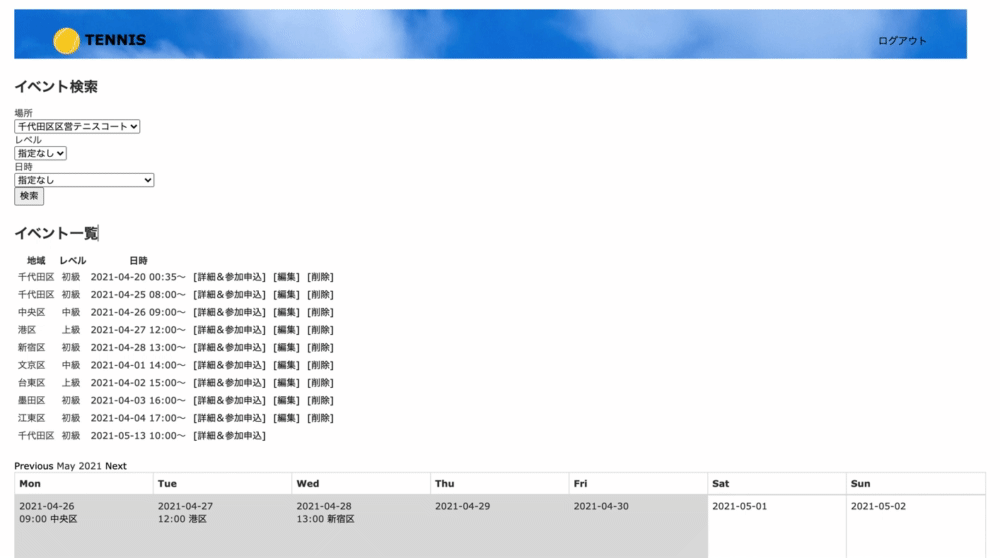 TENNIS
ログアウト
イベント検索
場所
千代田区区営テニスコート
レベル
指定なし
日時
指定なし
検索
イベント一覧
地域 レベル 日時
千代田区 初級 2021-04-20 00:35〜 [詳細&参加申込] [編集] [削除]
千代田区 初級 2021-04-25 08:00〜 [詳細&参加申込] [編集] [削除]
中央区 中級 2021-04-26 09:00〜 [詳細&参加申込] [編集] [削除]
港区 上級 2021-04-27 12:00〜 [詳細&参加申込] [編集] [削除]
新宿区 初級 2021-04-28 13:00〜 [詳細&参加申込] [編集] [削除]
文京区 中級 2021-04-01 14:00〜 [詳細&参加申込] [編集] [削除]
台東区 上級 2021-04-02 15:00〜 [詳細&参加申込] [編集] [削除]
墨田区 初級 2021-04-03 16:00〜 [詳細&参加申込] [編集] [削除]
江東区 初級 2021-04-04 17:00〜 [詳細&参加申込] [編集] [削除]
千代田区 初級 2021-05-13 10:00〜 [詳細&参加申込]
Previous May 2021 Next
Mon Tue Wed Thu Fri Sat Sun
2021-04-26 2021-04-27 2021-04-28 2021-04-29 2021-04-30 2021-05-01 2021-05-02
09:00 中央区 12:00 港区 13:00 新宿区